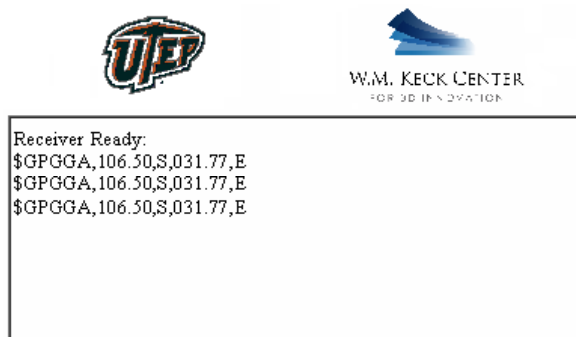 UTEP
W.M. KECK CENTER
FOR 3D INNOVATION
Receiver Ready:
$GPGGA,106.50,S,031.77,E
$GPGGA,106.50,S,031.77,E
$GPGGA,106.50,S,031.77,E